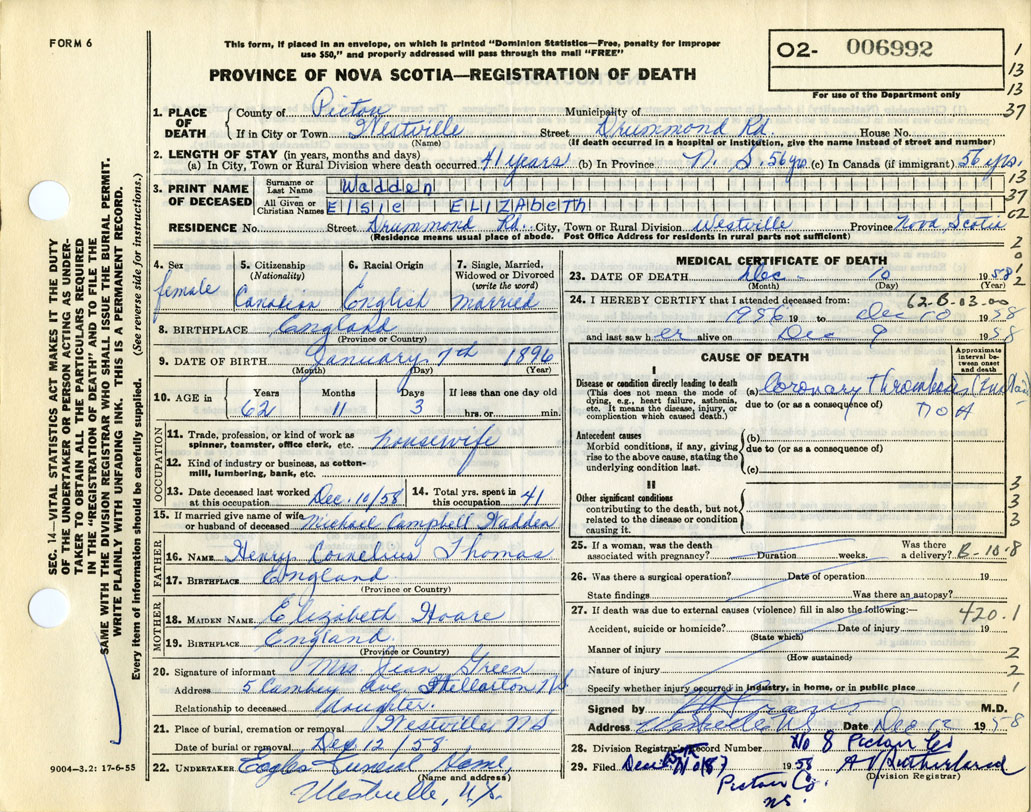 FORM 6
This form, if placed in an envelope, on which is printed "Dominion Statistics—Free, penalty for improper
use $50," and properly addressed will pass through the mail "FREE"
PROVINCE OF NOVA SCOTIA—REGISTRATION OF DEATH
O2- 006992
For use of the Department only
1
13
13
37
1. PLACE OF DEATH
County of Pictou Municipality of
If in City or Town Westville Street Drummond Rd. House No.
(Name) (If death occurred in a hospital or institution, give the name instead of street and number)
2. LENGTH OF STAY (in years, months and days)
(a) In City, Town or Rural Division where death occurred 41 years (b) In Province N.S. 56 yrs (c) In Canada (if immigrant) 56 yrs.
3. PRINT NAME OF DECEASED
Surname or Last Name Wadden
13
All Given or Christian Names Elsie ELIZAbeTH
37
RESIDENCE No. Street Drummond Rd. City, Town or Rural Division Westville Province Nova Scotia
02
(Residence means usual place of abode. Post Office Address for residents in rural parts not sufficient)
4. Sex
female
5. Citizenship
(Nationality)
Canadian
6. Racial Origin
English
7. Single, Married,
Widowed or Divorced
(write the word)
Married
8. BIRTHPLACE England
(Province or Country)
9. DATE OF BIRTH January 7th 1896
(Month) (Day) (Year)
10. AGE in
Years
62
Months
11
Days
3
If less than one day old
hrs. or min.
OCCUPATION
11. Trade, profession, or kind of work as
spinner, teamster, office clerk, etc. housewife
12. Kind of industry or business, as cotton-
mill, lumbering, bank, etc.
13. Date deceased last worked
at this occupation Dec. 10/58
14. Total yrs. spent in
this occupation 41
15. If married give name of wife
or husband of deceased Michael Campbell Wadden
FATHER
16. NAME Henry Cornelius Thomas
17. BIRTHPLACE England
(Province or Country)
MOTHER
18. MAIDEN NAME Elizabeth Hoare
19. BIRTHPLACE England
(Province or Country)
20. Signature of informant Mrs. Jean Green
Address 5 Ave. Stellarton N.S
Relationship to deceased Daughter
21. Place of burial, cremation or removal Westville, NS
Date of burial or removal Dec 12/58
22. UNDERTAKER Eagles Funeral Home,
(Name and address)
Westville, N.S.
MEDICAL CERTIFICATE OF DEATH
23. DATE OF DEATH Dec. 10 1958
(Month) (Day) (Year)
24. I HEREBY CERTIFY that I attended deceased from: 62-B-03-00
1956 19 to Dec 10 1958
and last saw h er alive on Dec 9 1958
CAUSE OF DEATH
Approximate
interval be-
tween onset
and death
I
Disease or condition directly leading to death
(This does not mean the mode of
dying, e.g., heart failure, asthenia,
etc. It means the disease, injury, or
complication which caused death.)
(a) Coronary thrombosis
due to (or as a consequence of) DOA
Antecedent causes
Morbid conditions, if any, giving
rise to the above cause, stating the
underlying condition last.
(b)
due to (or as a consequence of)
(c)
II
Other significant conditions
contributing to the death, but not
related to the disease or condition
causing it.
3
3
3
3
25. If a woman, was the death
associated with pregnancy? Duration weeks. Was there
a delivery? B-10-8
26. Was there a surgical operation? Date of operation 19
State findings Was there an autopsy?
27. If death was due to external causes (violence) fill in also the following:— 420.1
Accident, suicide or homicide? Date of injury 19
(State which)
Manner of injury 2
(How sustained)
Nature of injury 2
Specify whether injury occurred in industry, in home, or in public place 1
Signed by M.D.
Address Westville N.S. Date Dec 12 1958
28. Division Registrar's Record Number No 8 Pictou Co
29. Filed 1958 A Sutherland
(Division Registrar)
Pictou Co.
NS.
SEC. 14—VITAL STATISTICS ACT MAKES IT THE DUTY
OF THE UNDERTAKER OR PERSON ACTING AS UNDER-
TAKER TO OBTAIN ALL THE PARTICULARS REQUIRED
IN THE "REGISTRATION OF DEATH" AND TO FILE THE
SAME WITH THE DIVISION REGISTRAR WHO SHALL ISSUE THE BURIAL PERMIT.
WRITE PLAINLY WITH UNFADING INK. THIS IS A PERMANENT RECORD.
Every item of information should be carefully supplied. (See reverse side for instructions.)
9004-3.2: 17-6-55